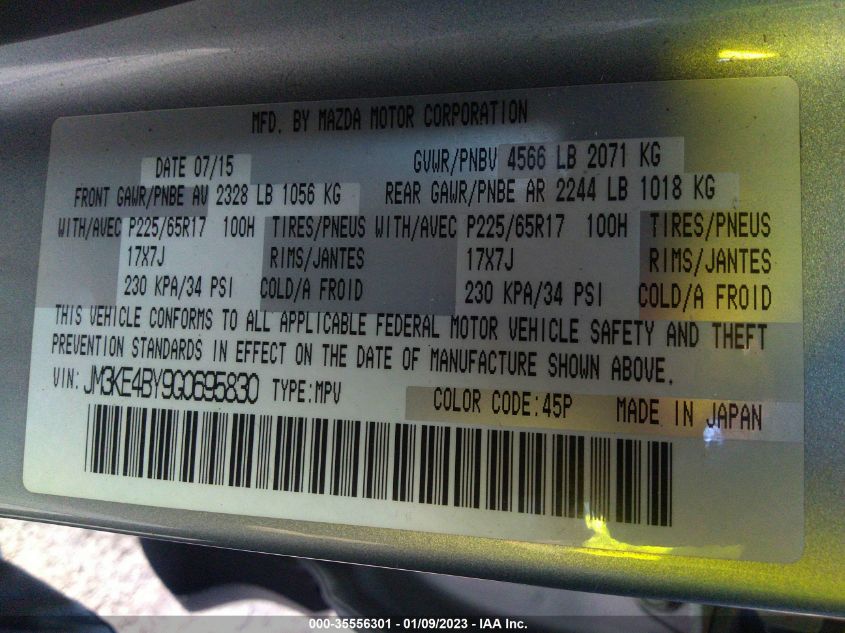 MFD. BY MAZDA MOTOR CORPORATION
DATE 07/15 GVWR/PNBV 4566 LB 2071 KG
FRONT GAWR/PNBE AV 2328 LB 1056 KG REAR GAWR/PNBE AR 2244 LB 1018 KG
WITH/AVEC P225/65R17 100H TIRES/PNEUS WITH/AVEC P225/65R17 100H TIRES/PNEUS
17X7J RIMS/JANTES 17X7J RIMS/JANTES
230 KPA/34 PSI COLD/A FROID 230 KPA/34 PSI COLD/A FROID
THIS VEHICLE CONFORMS TO ALL APPLICABLE FEDERAL MOTOR VEHICLE SAFETY AND THEFT
PREVENTION STANDARDS IN EFFECT ON THE DATE OF MANUFACTURE SHOWN ABOVE.
VIN: JM3KE4BY9G0695830 TYPE:MPV COLOR CODE:45P MADE IN JAPAN
000-35556301 - 01/09/2023 - IAA Inc.